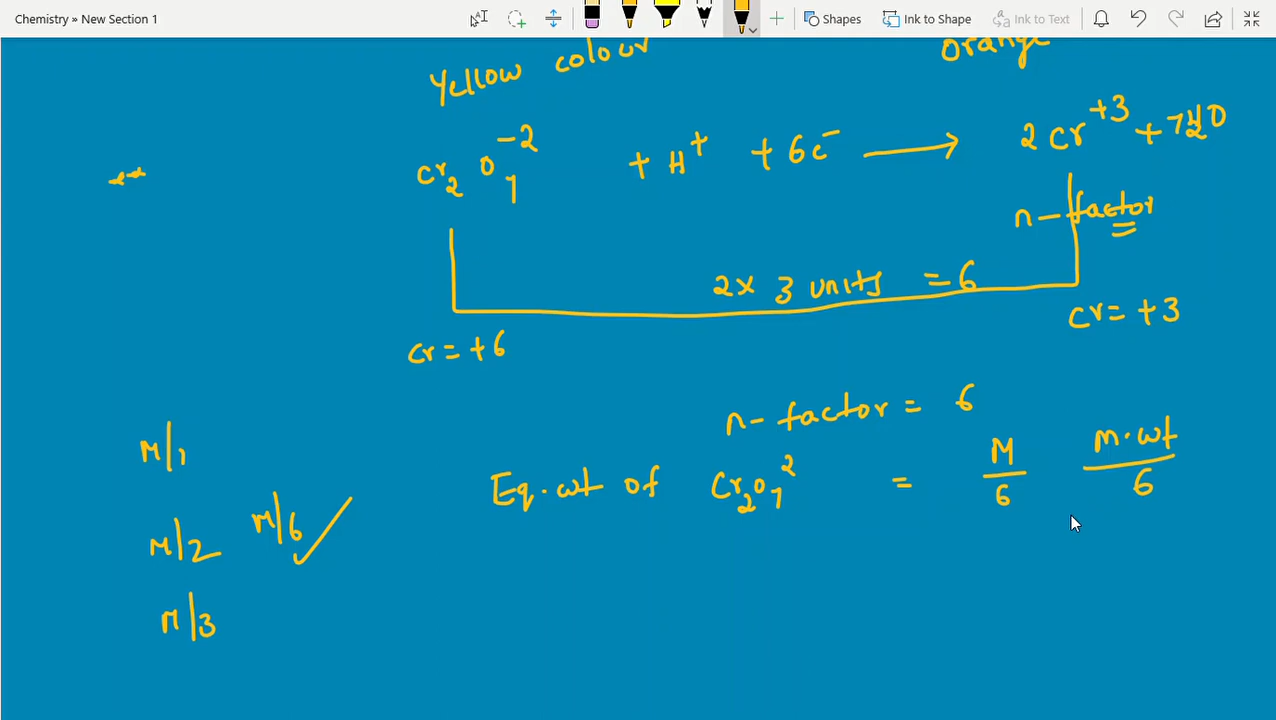 Chemistry » New Section 1
Shapes
Ink to Shape
Ink to Text
Yellow colour
Orange
Cr2 O7 -2 + H+ + 6e- → 2Cr+3 + 7H2O
n-factor
2x 3 units = 6
Cr= +3
Cr= +6
n-factor = 6
M/1
Eq.wt of Cr2O7 2 = M/6 M.wt/6
M/6 ✓
M/2
M/3